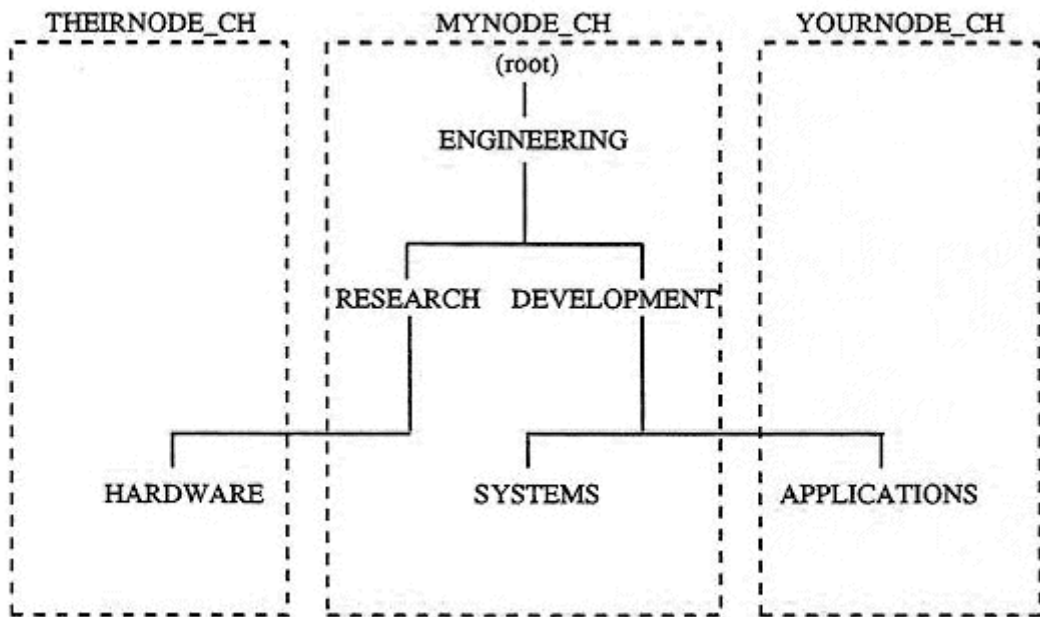 THEIRNODE_CH MYNODE_CH YOURNODE_CH
(root)
ENGINEERING
RESEARCH DEVELOPMENT
HARDWARE SYSTEMS APPLICATIONS